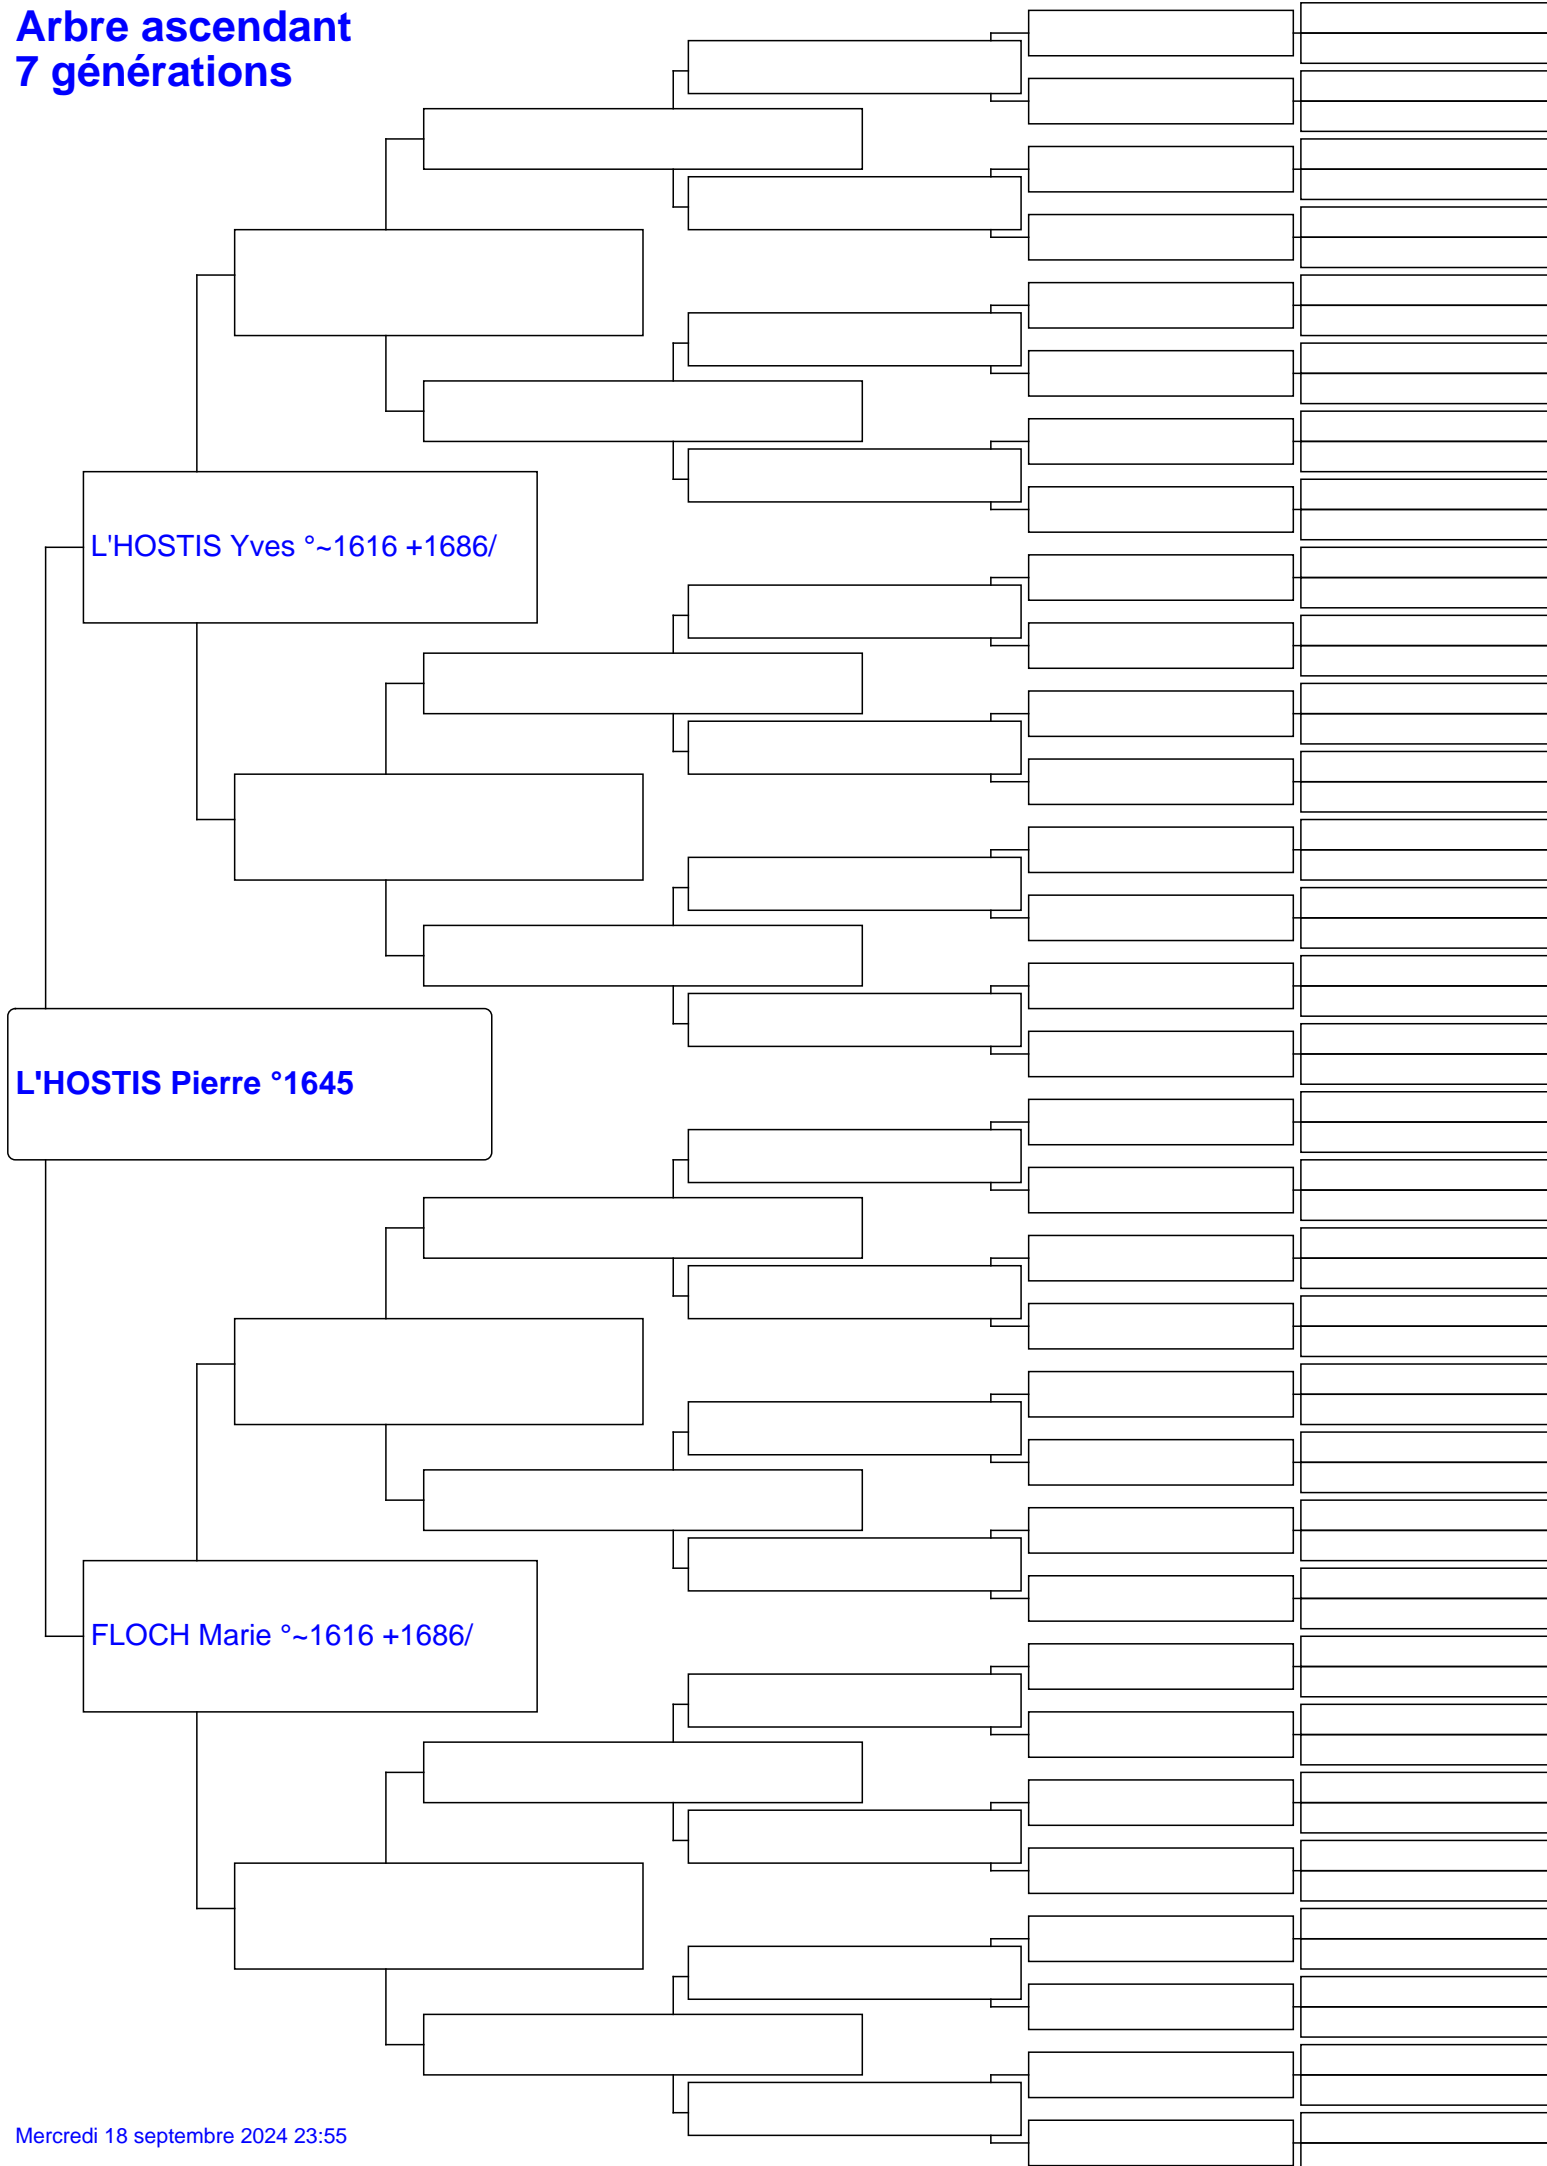 Arbre ascendant
7 générations
L'HOSTIS Yves °~1616 +1686/
L'HOSTIS Pierre °1645
FLOCH Marie °~1616 +1686/
Mercredi 18 septembre 2024 23:55